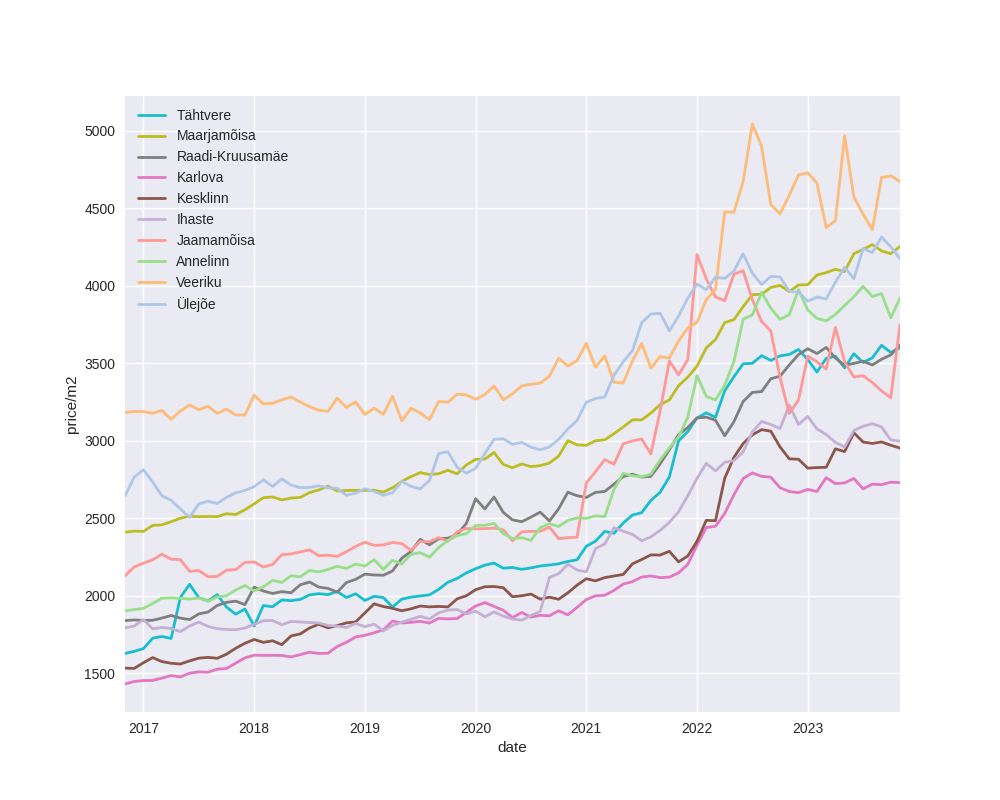 Tähtvere
Maarjamõisa
Raadi-Kruusamäe
Karlova
Kesklinn
Ihaste
Jaamamõisa
Annelinn
Veeriku
Ülejõe
5000
4500
4000
3500
3000
2500
2000
1500
price/m2
2017 2018 2019 2020 2021 2022 2023
date